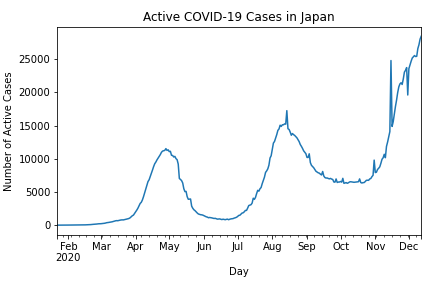 Active COVID-19 Cases in Japan
Number of Active Cases
25000
20000
15000
10000
5000
0
Feb Mar Apr May Jun Jul Aug Sep Oct Nov Dec
2020
Day